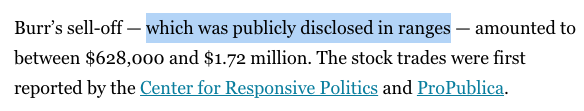 Burr’s sell-off — which was publicly disclosed in ranges — amounted to
between $628,000 and $1.72 million. The stock trades were first
reported by the Center for Responsive Politics and ProPublica.